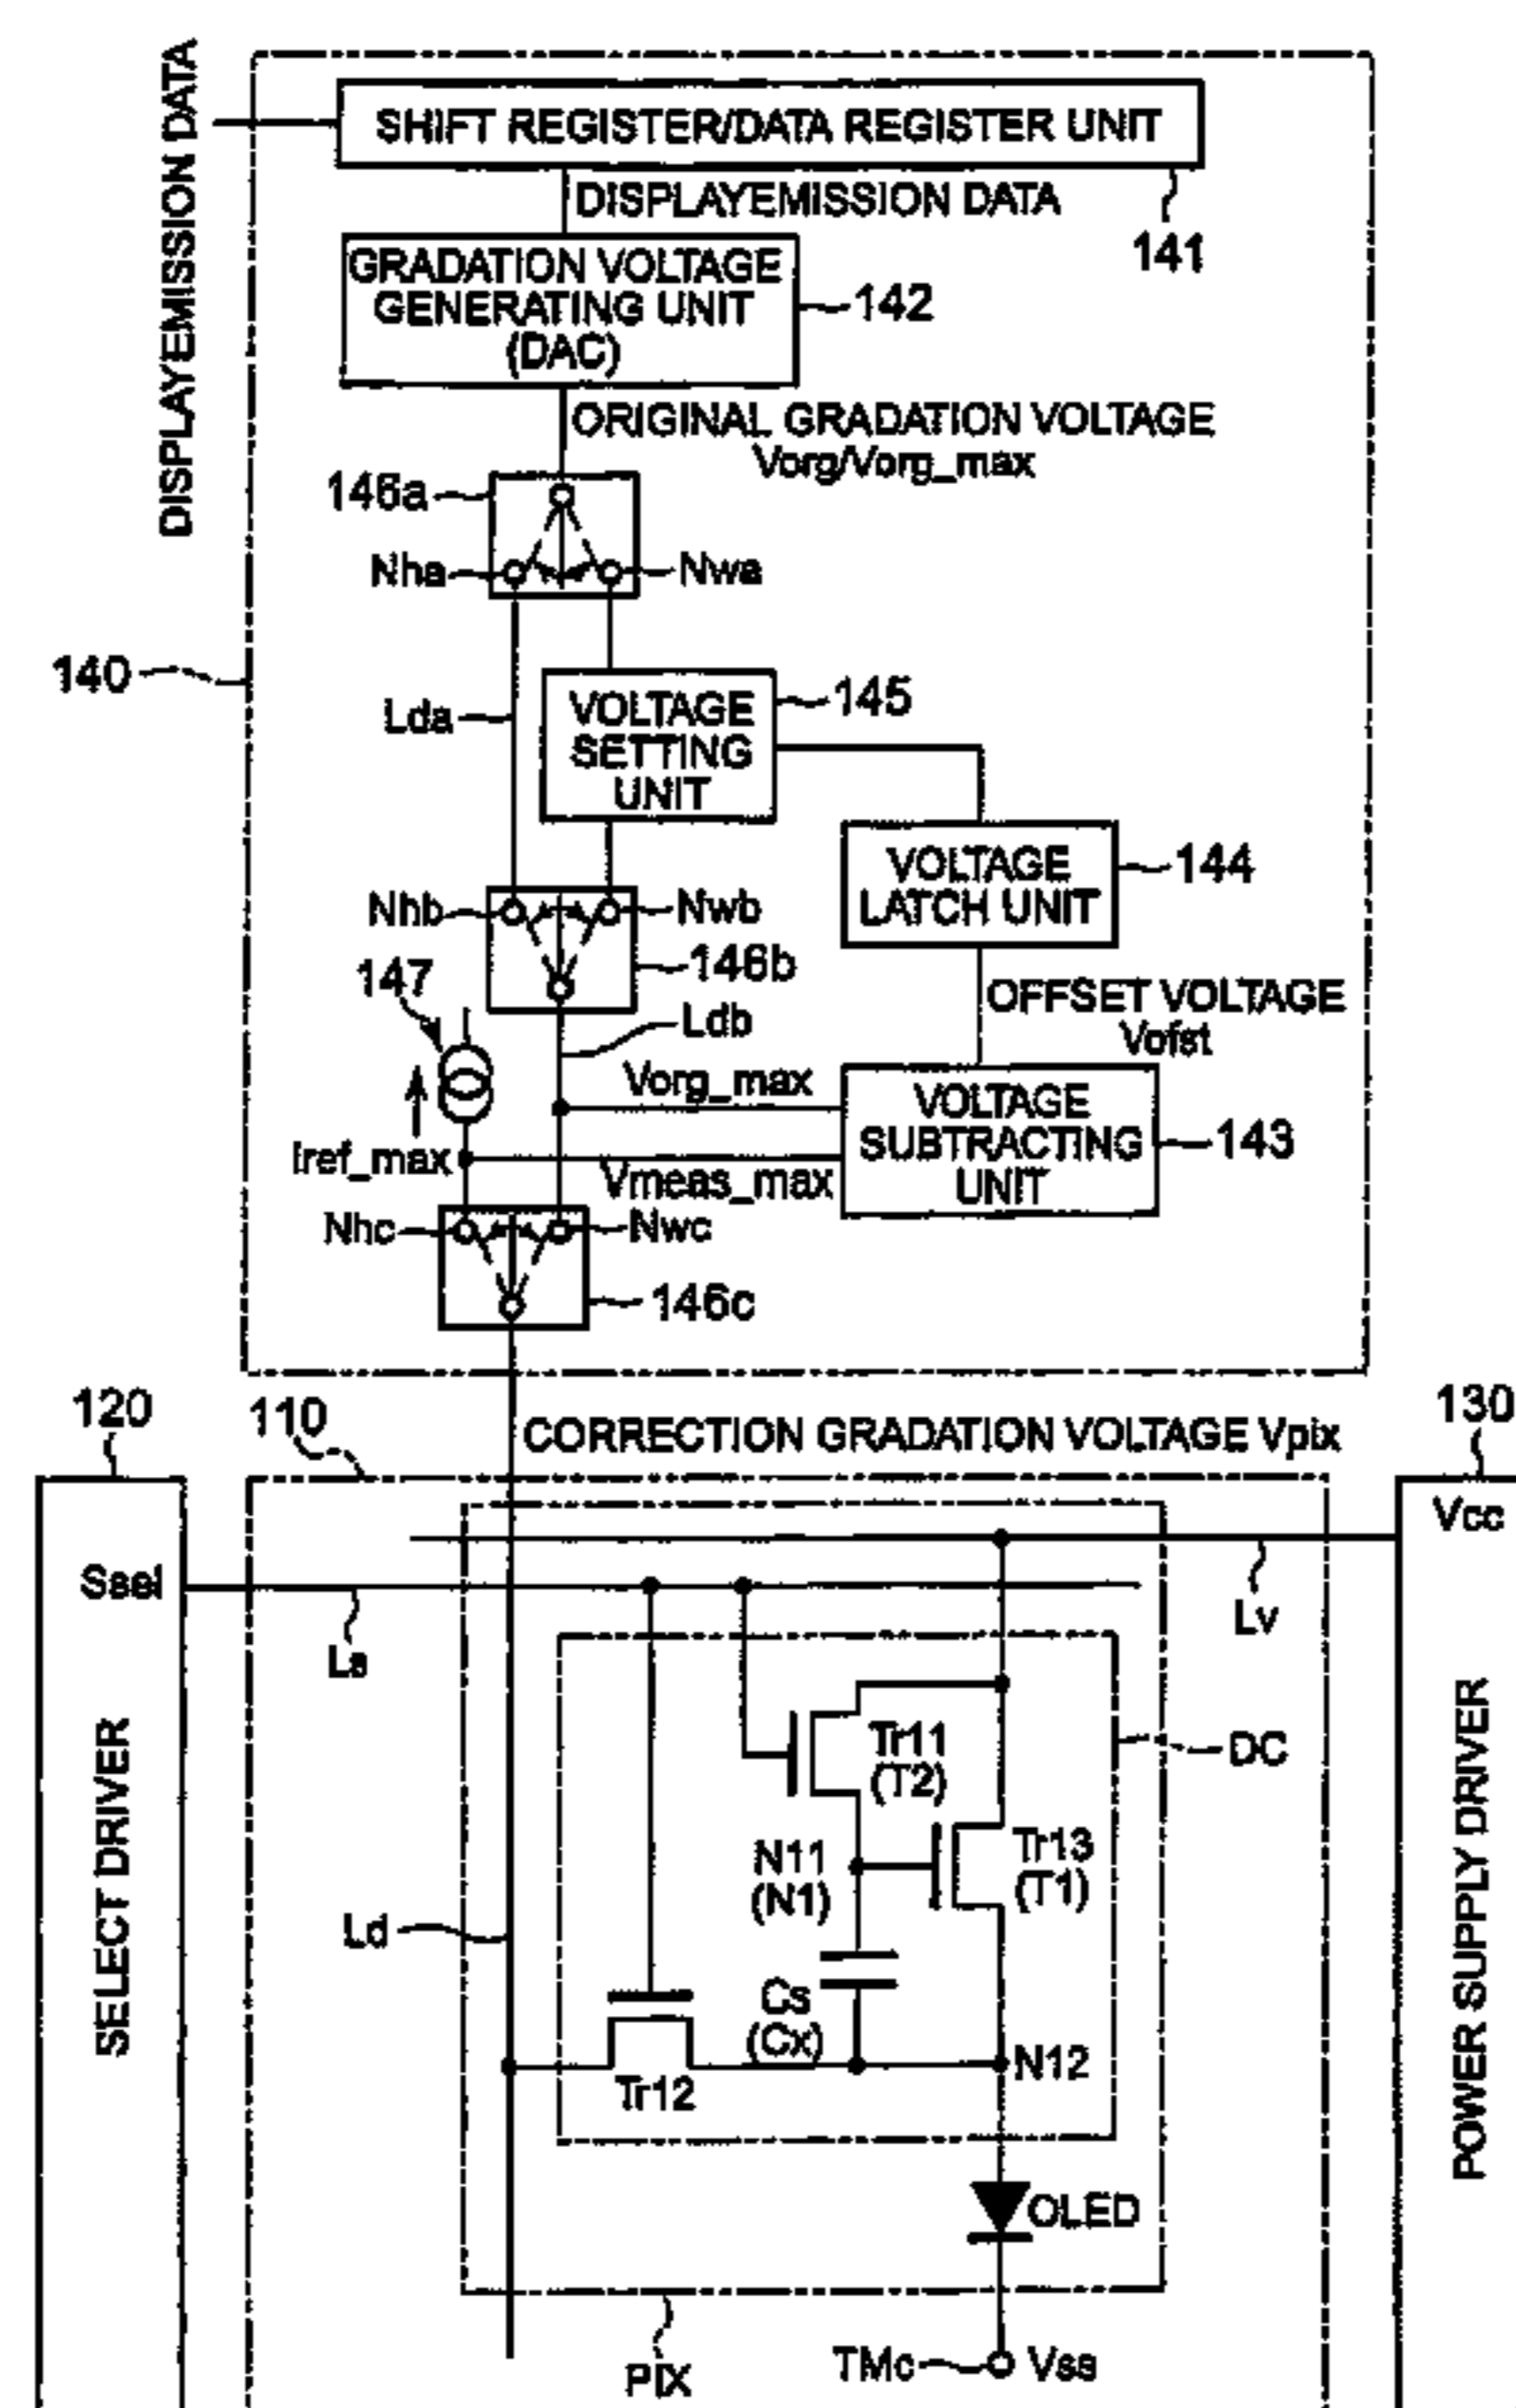 DISPLAYEMISSION DATA
SHIFT REGISTER/DATA REGISTER UNIT
DISPLAYEMISSION DATA
141
GRADATION VOLTAGE
GENERATING UNIT
(DAC)
142
ORIGINAL GRADATION VOLTAGE
Vorg/Vorg_max
146a
Nha
Nwa
140
Lda
VOLTAGE
SETTING
UNIT
145
VOLTAGE
LATCH UNIT
144
Nhb
Nwb
146b
147
OFFSET VOLTAGE
Vofst
Ldb
Vorg_max
VOLTAGE
SUBTRACTING
UNIT
143
Iref_max
Vmeas_max
Nhc
Nwc
146c
120
110
CORRECTION GRADATION VOLTAGE Vpix
130
Vcc
Ssel
Ls
Lv
SELECT DRIVER
POWER SUPPLY DRIVER
Tr11
(T2)
DC
N11
(N1)
Tr13
(T1)
Ld
Cs
(Cx)
Tr12
N12
OLED
PIX
TMc
Vss